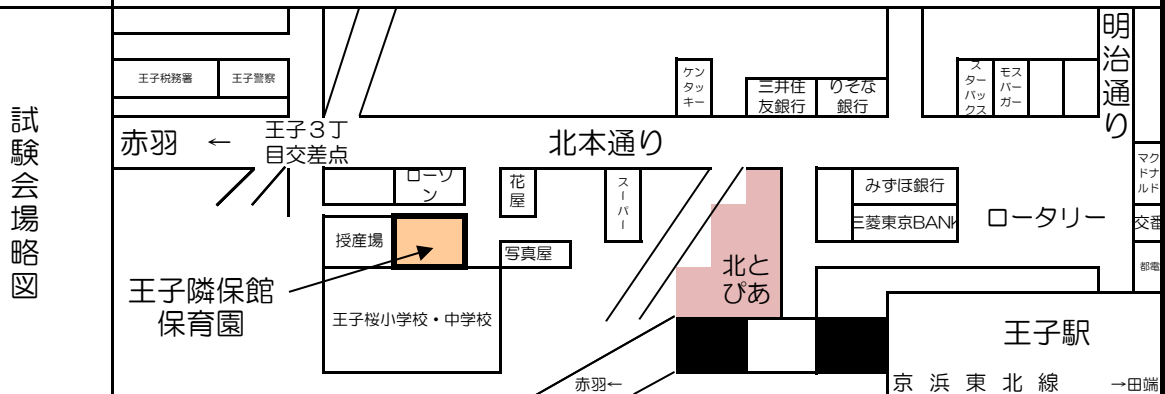 試験会場略図
王子税務署
王子警察
赤羽 ←
王子３丁
目交差点
北本通り
ケンタッキー
三井住
友銀行
りそな
銀行
スターバックス
モスバーガー
明治通り
ローソ
ン
花屋
スーパー
みずほ銀行
三菱東京BANK
ロータリー
マク
ドナ
ルド
交番
都電
授産場
写真屋
北と
ぴあ
王子隣保館
保育園
王子桜小学校・中学校
王子駅
赤羽←
京浜東北線
→田端